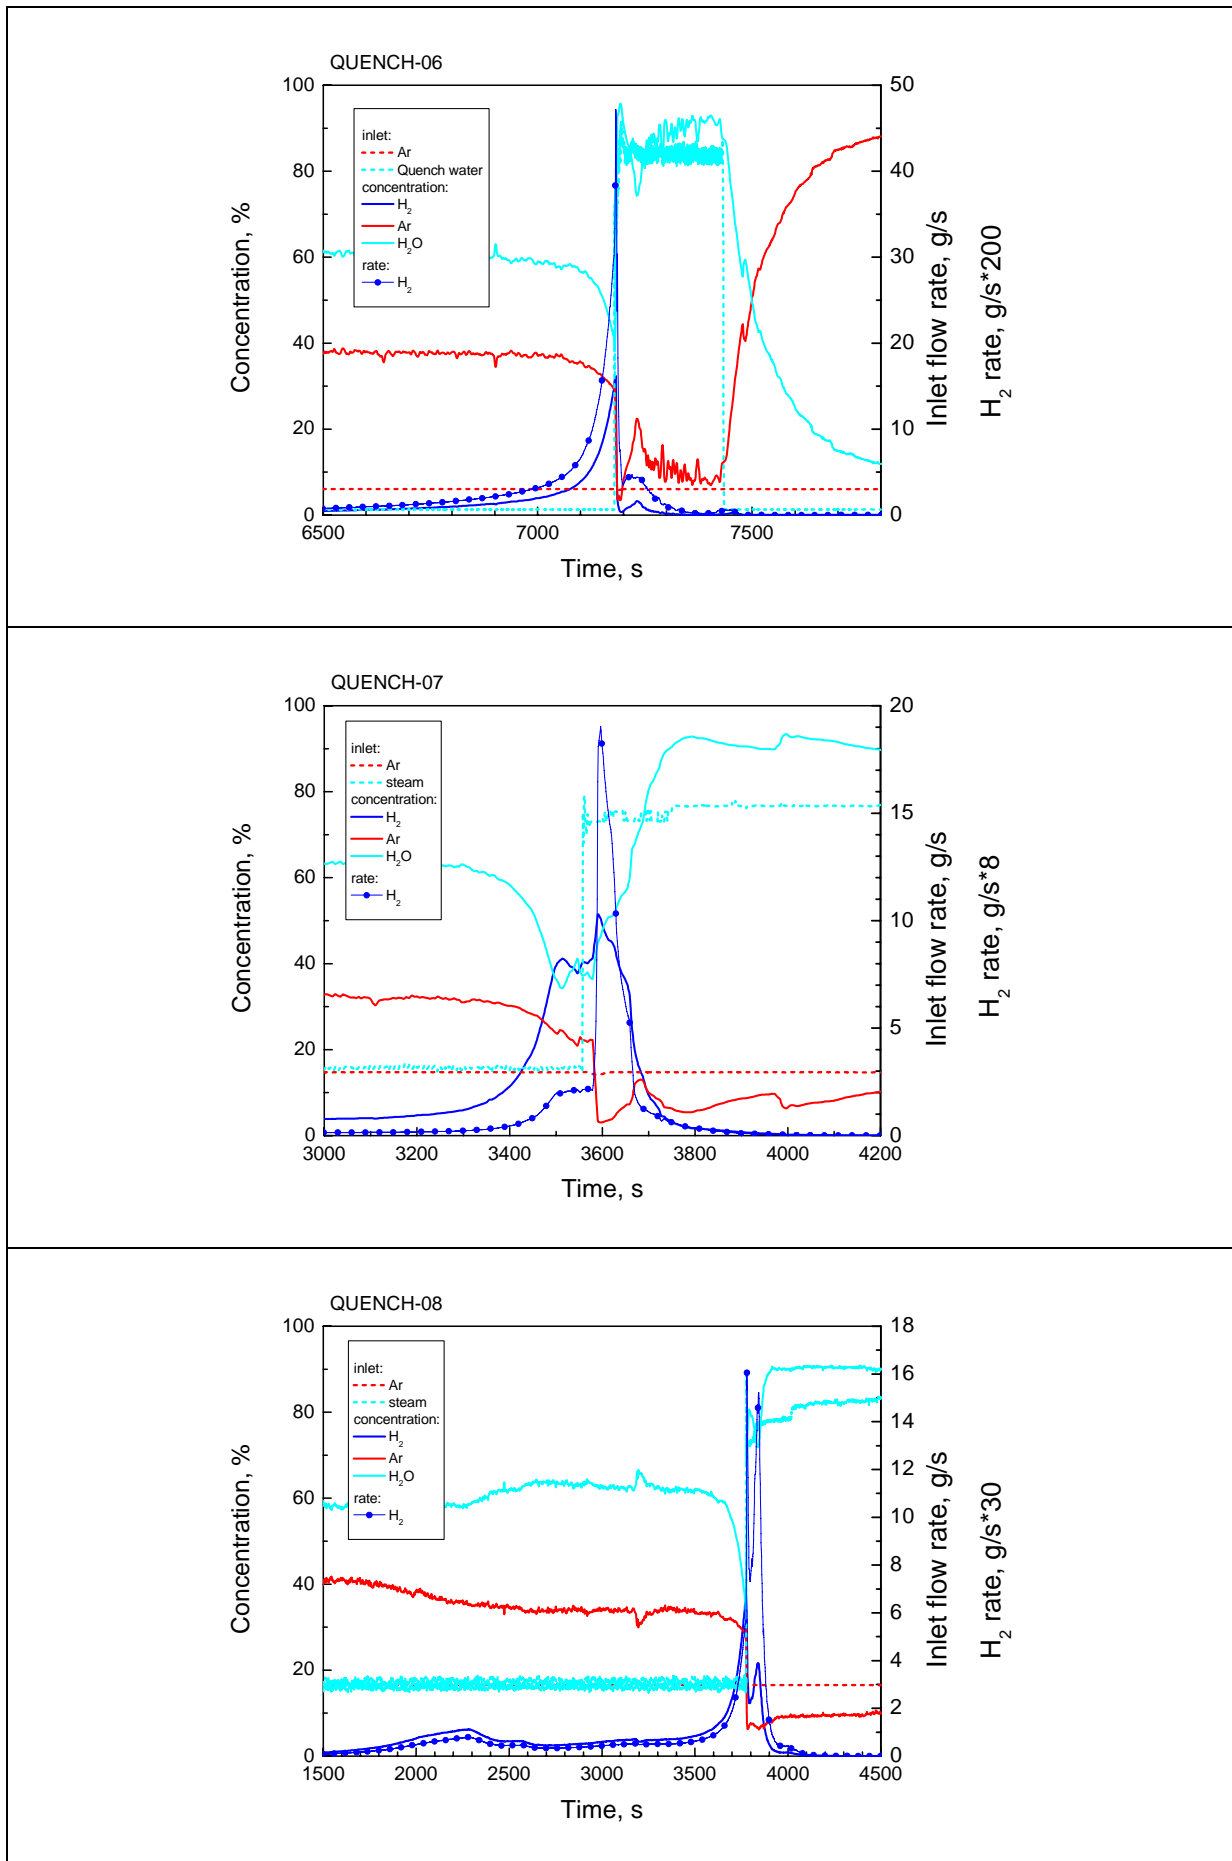 QUENCH-06
100
80
60
40
20
0
50
40
30
20
10
0
Concentration, %
inlet:
Ar
Quench water
concentration:
H₂
Ar
H₂O
rate:
H₂
Inlet flow rate, g/s
H₂ rate, g/s*200
6500 7000 7500
Time, s
QUENCH-07
100
80
60
40
20
0
20
15
10
5
0
Concentration, %
inlet:
Ar
steam
concentration:
H₂
Ar
H₂O
rate:
H₂
Inlet flow rate, g/s
H₂ rate, g/s*8
3000 3200 3400 3600 3800 4000 4200
Time, s
QUENCH-08
100
80
60
40
20
0
18
16
14
12
10
8
6
4
2
0
Concentration, %
inlet:
Ar
steam
concentration:
H₂
Ar
H₂O
rate:
H₂
Inlet flow rate, g/s
H₂ rate, g/s*30
1500 2000 2500 3000 3500 4000 4500
Time, s